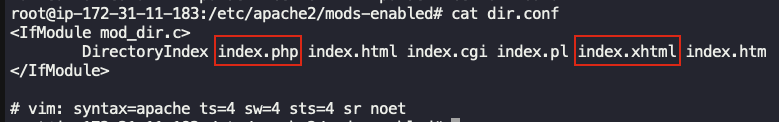 root@ip-172-31-11-183:/etc/apache2/mods-enabled# cat dir.conf
<IfModule mod_dir.c>
        DirectoryIndex index.php index.html index.cgi index.pl index.xhtml index.htm
</IfModule>

# vim: syntax=apache ts=4 sw=4 sts=4 sr noet